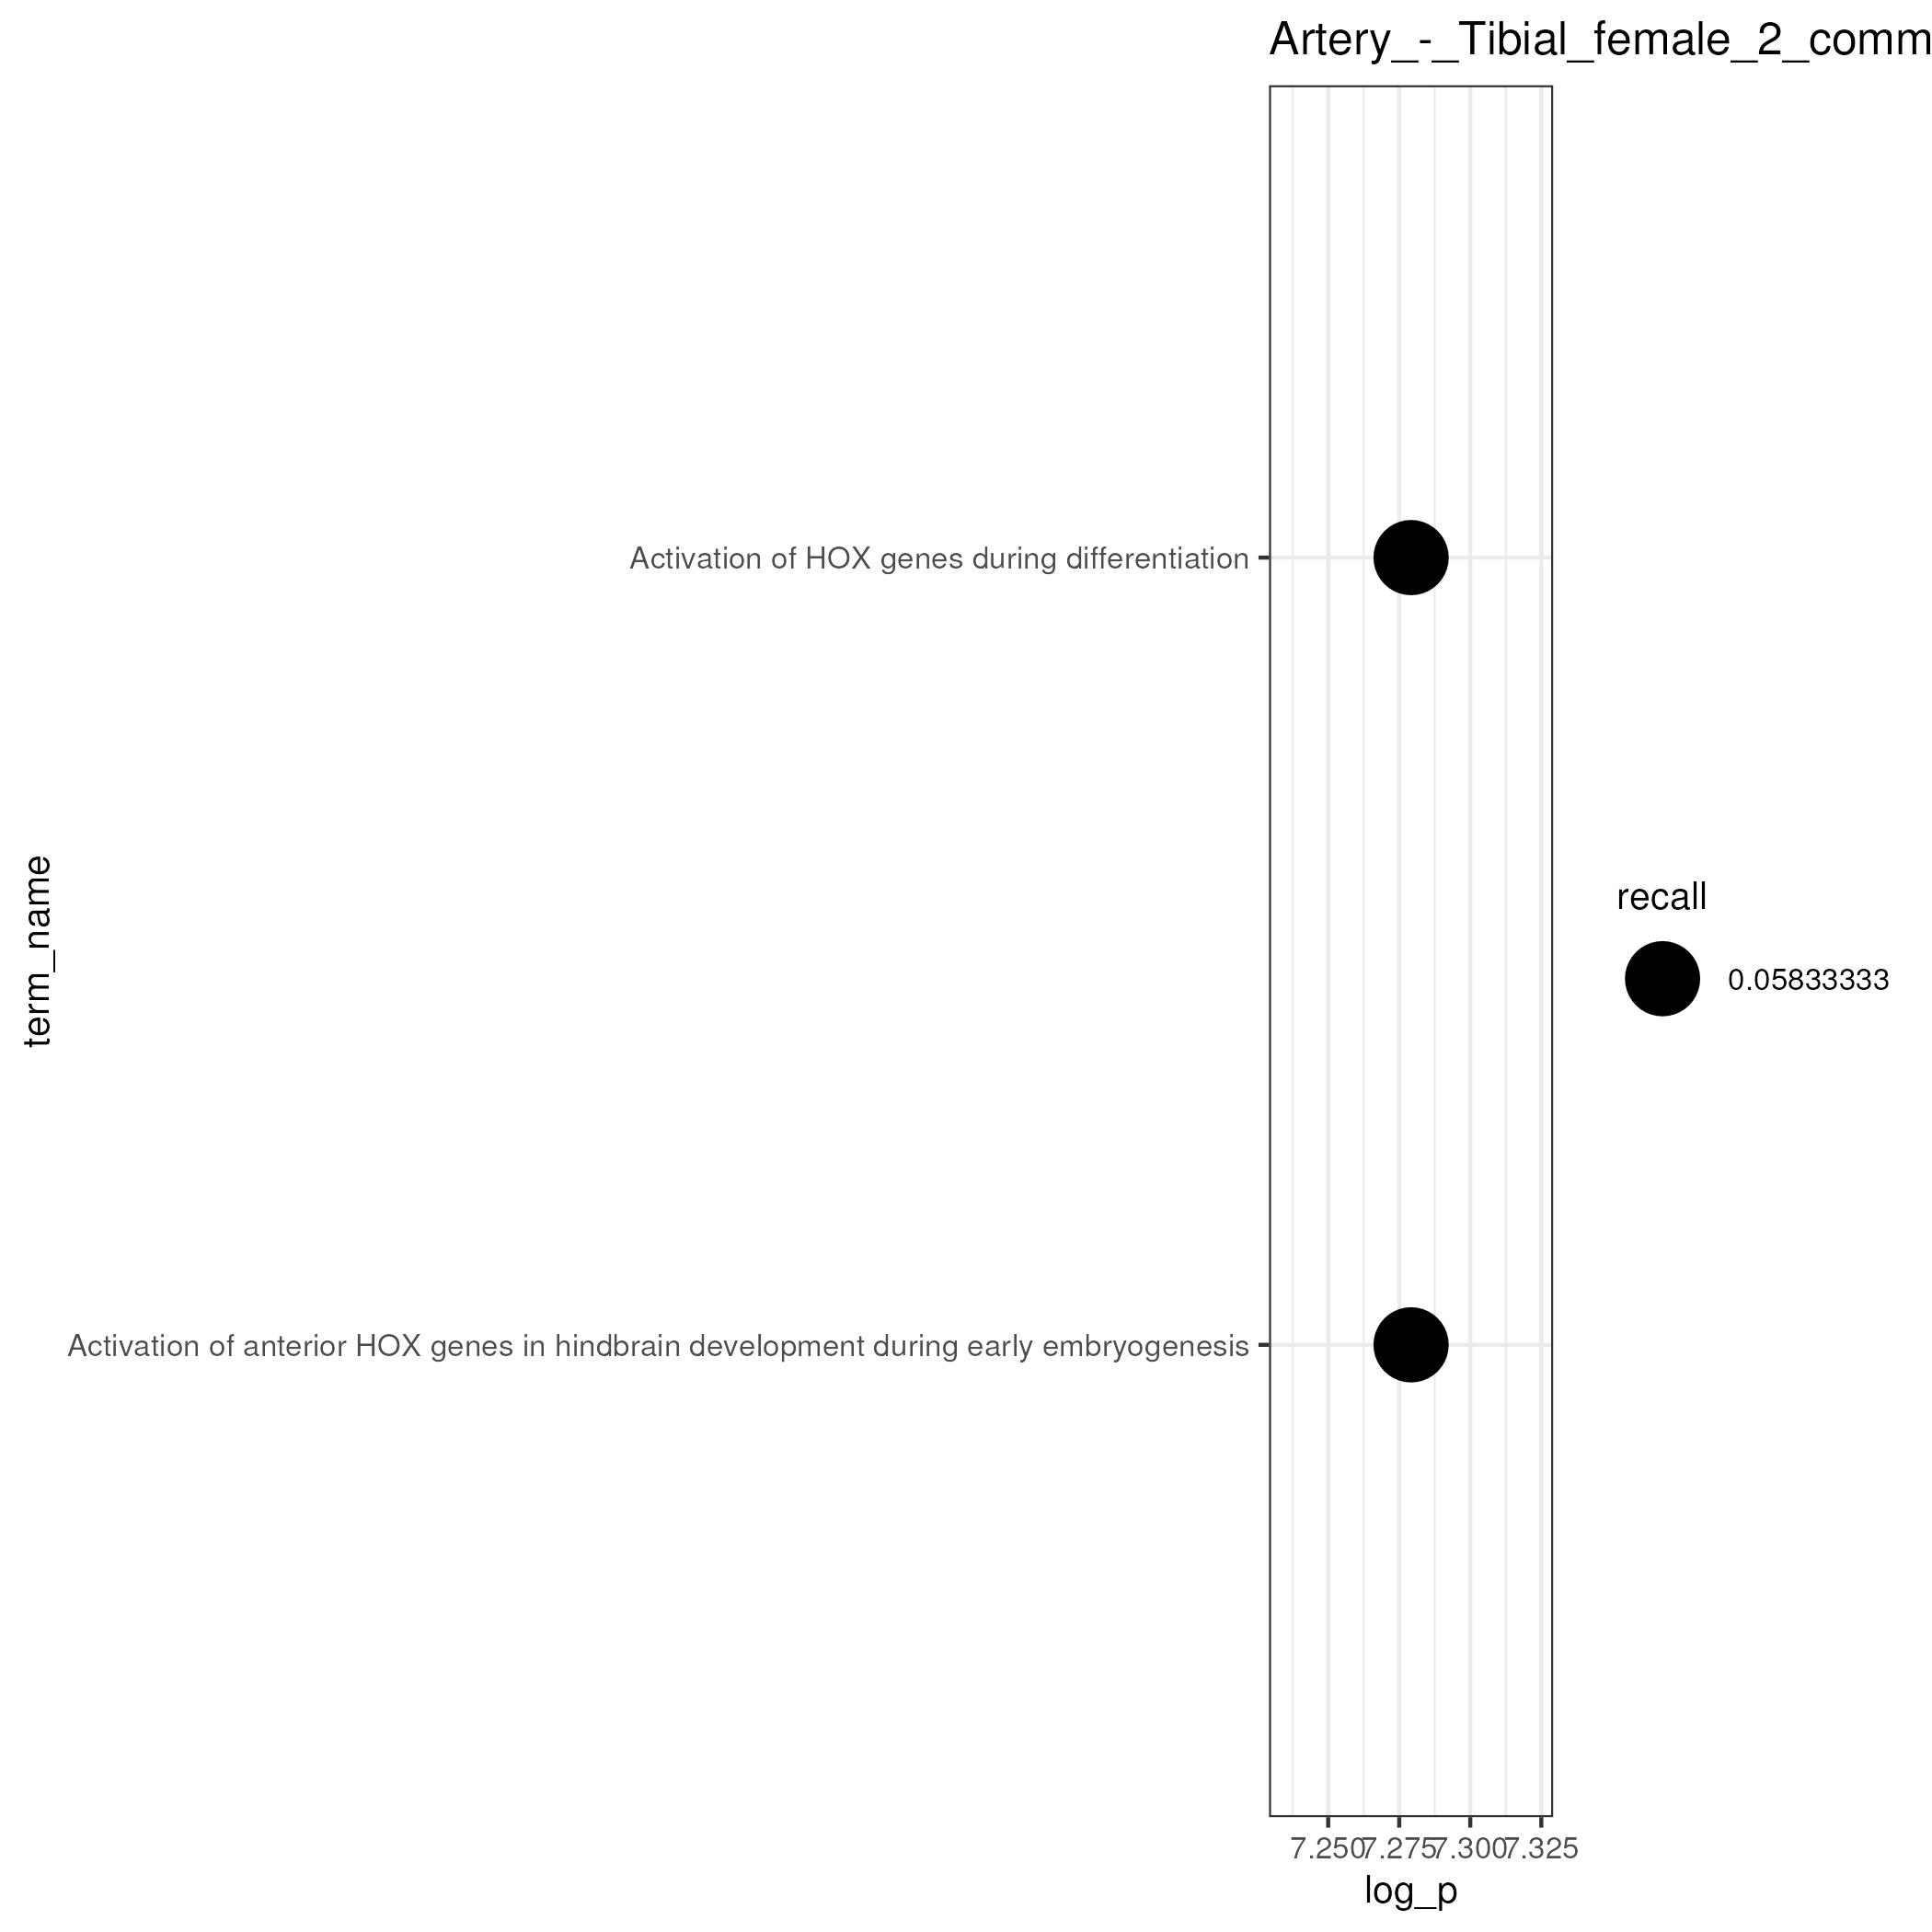 Artery_-_Tibial_female_2_comm
Activation of HOX genes during differentiation
term_name
recall
0.05833333
Activation of anterior HOX genes in hindbrain development during early embryogenesis
7.250 7.275 7.300 7.325
log_p